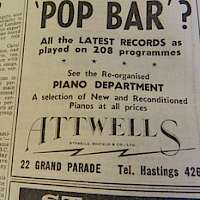 'POP BAR'?
All the LATEST RECORDS as
played on 208 programmes
* * *
See the Re-organised
PIANO DEPARTMENT
A selection of New and Reconditioned
Pianos at all prices
ATTWELLS
22 GRAND PARADE Tel. Hastings 426